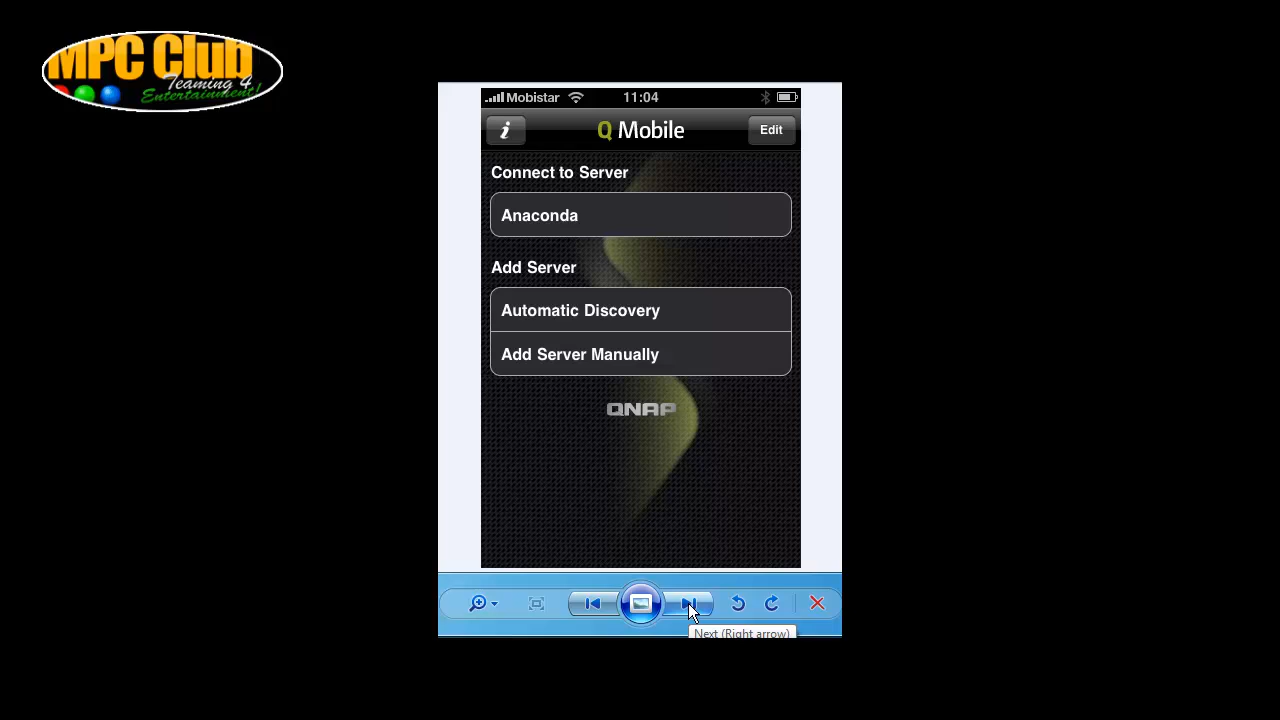 MPC Club
Teaming 4
Entertainment!
Mobistar
11:04
i
Q Mobile
Edit
Connect to Server
Anaconda
Add Server
Automatic Discovery
Add Server Manually
QNAP
Next (Right arrow)